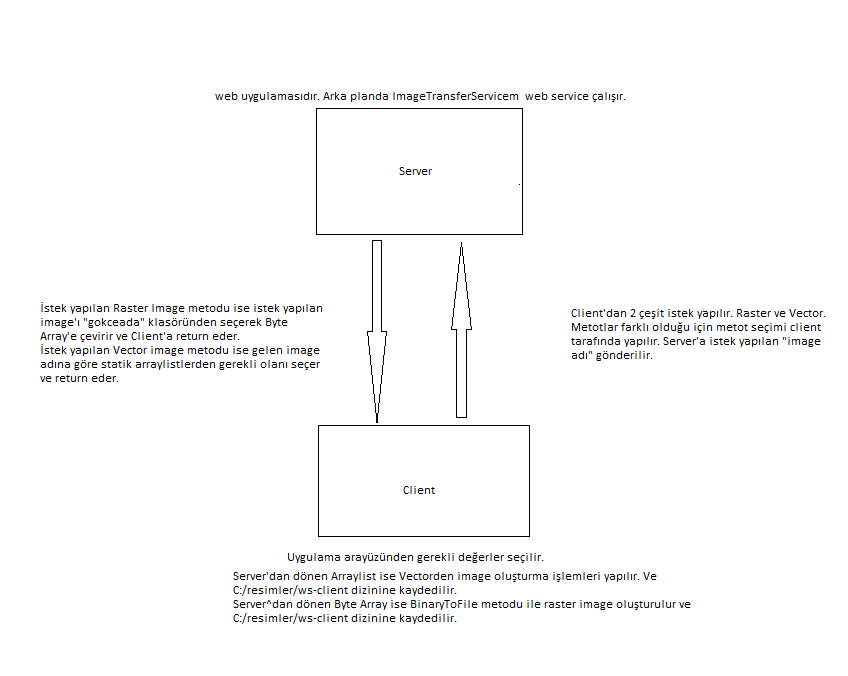 web uygulamasıdır. Arka planda ImageTransferServicem  web service çalışır.
Server
İstek yapılan Raster Image metodu ise istek yapılan
image'ı "gokceada" klasöründen seçerek Byte
Array'e çevirir ve Client'a return eder.
İstek yapılan Vector image metodu ise gelen image
adına göre statik arraylistlerden gerekli olanı seçer
ve return eder.
Client'dan 2 çeşit istek yapılır. Raster ve Vector.
Metotlar farklı olduğu için metot seçimi client
tarafında yapılır. Server'a istek yapılan "image
adı" gönderilir.
Client
Uygulama arayüzünden gerekli değerler seçilir.
Server'dan dönen Arraylist ise Vectorden image oluşturma işlemleri yapılır. Ve
C:/resimler/ws-client dizinine kaydedilir.
Server^dan dönen Byte Array ise BinaryToFile metodu ile raster image oluşturulur ve
C:/resimler/ws-client dizinine kaydedilir.